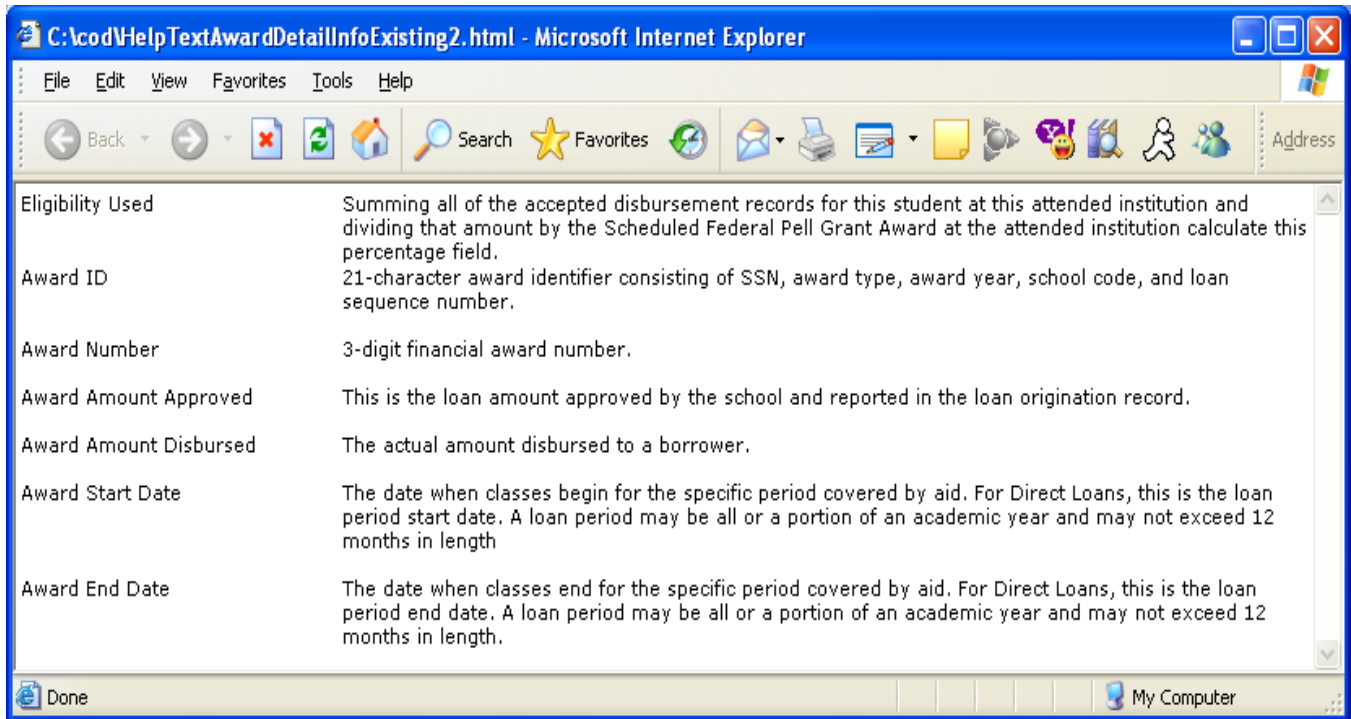 C:\cod\HelpTextAwardDetailInfoExisting2.html - Microsoft Internet Explorer
File Edit View Favorites Tools Help
Back Search Favorites Address
Eligibility Used Summing all of the accepted disbursement records for this student at this attended institution and
dividing that amount by the Scheduled Federal Pell Grant Award at the attended institution calculate this
percentage field.
Award ID 21-character award identifier consisting of SSN, award type, award year, school code, and loan
sequence number.
Award Number 3-digit financial award number.
Award Amount Approved This is the loan amount approved by the school and reported in the loan origination record.
Award Amount Disbursed The actual amount disbursed to a borrower.
Award Start Date The date when classes begin for the specific period covered by aid. For Direct Loans, this is the loan
period start date. A loan period may be all or a portion of an academic year and may not exceed 12
months in length
Award End Date The date when classes end for the specific period covered by aid. For Direct Loans, this is the loan
period end date. A loan period may be all or a portion of an academic year and may not exceed 12
months in length.
Done My Computer